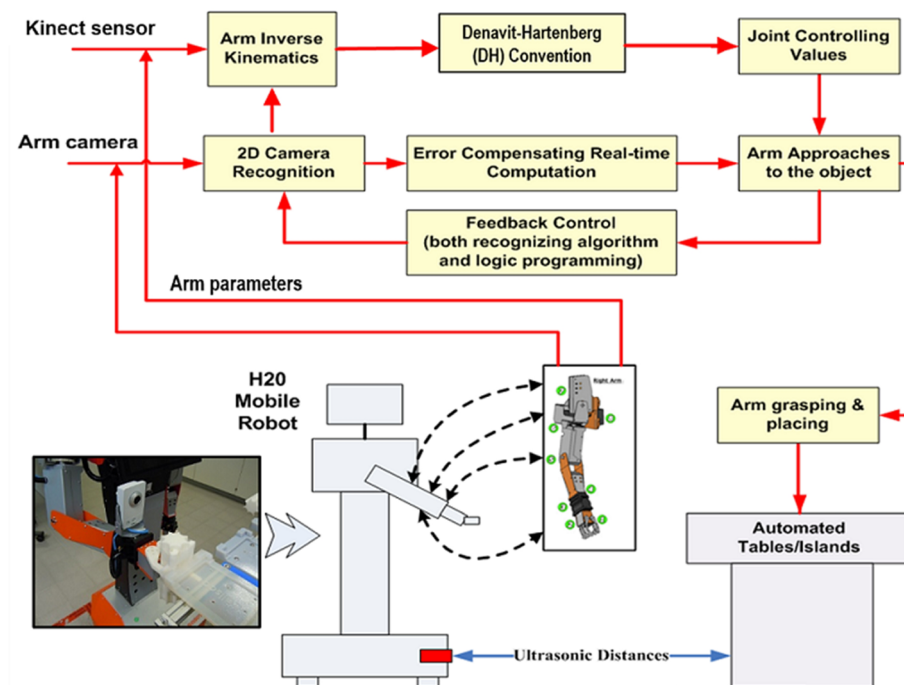 Kinect sensor
Arm Inverse
Kinematics
Denavit-Hartenberg
(DH) Convention
Joint Controlling
Values
Arm camera
2D Camera
Recognition
Error Compensating Real-time
Computation
Arm Approaches
to the object
Feedback Control
(both recognizing algorithm
and logic programming)
Arm parameters
H20
Mobile
Robot
Right Arm
Arm grasping &
placing
Automated
Tables/Islands
Ultrasonic Distances